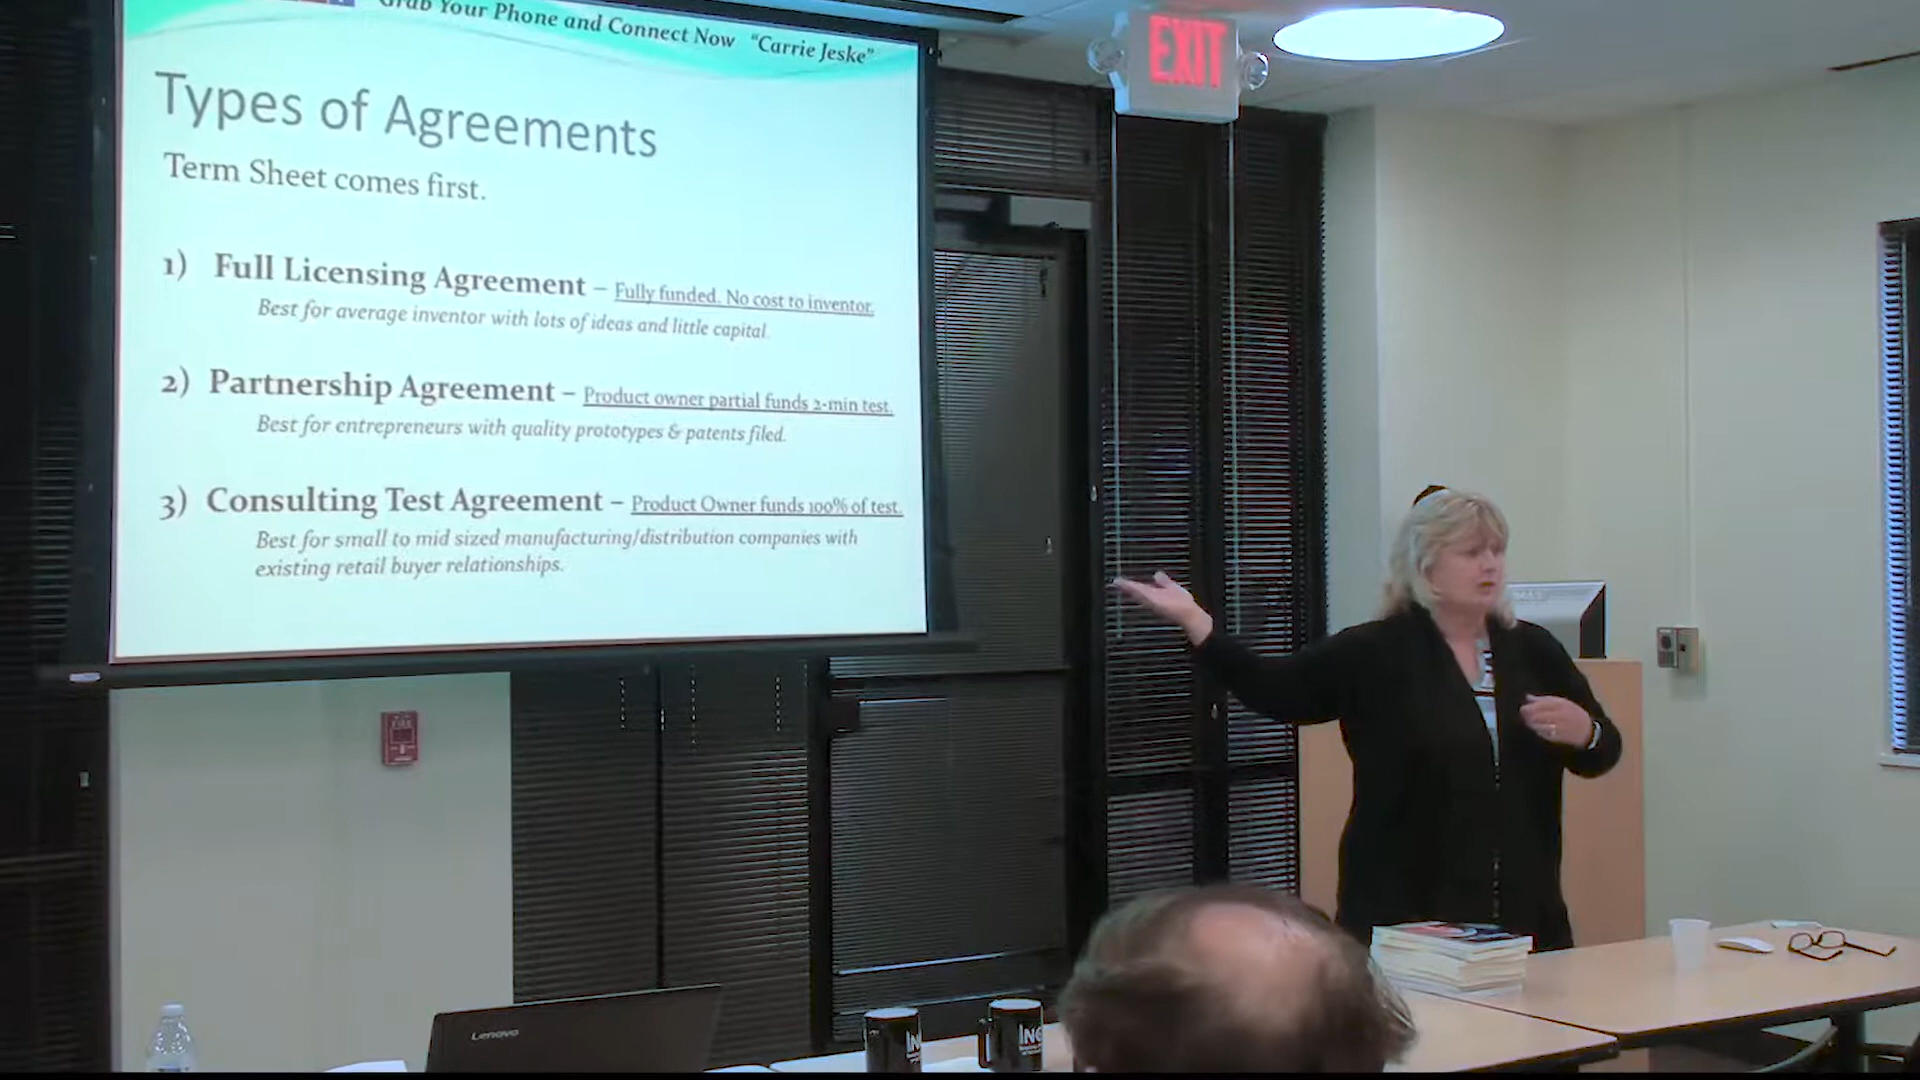 Grab Your Phone and Connect Now "Carrie Jeske"
EXIT
Types of Agreements
Term Sheet comes first.
1) Full Licensing Agreement – Fully funded. No cost to inventor.
Best for average inventor with lots of ideas and little capital.
2) Partnership Agreement – Product owner partial funds 2-min test.
Best for entrepreneurs with quality prototypes & patents filed.
3) Consulting Test Agreement – Product Owner funds 100% of test.
Best for small to mid sized manufacturing/distribution companies with
existing retail buyer relationships.
FIRE
Lenovo